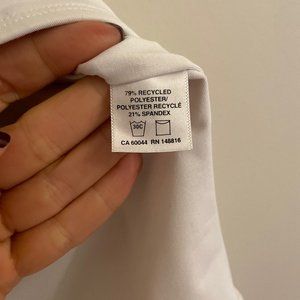 79% RECYCLED
POLYESTER/
POLYESTER RECYCLÉ
21% SPANDEX
30C
CA 60044 RN 148816